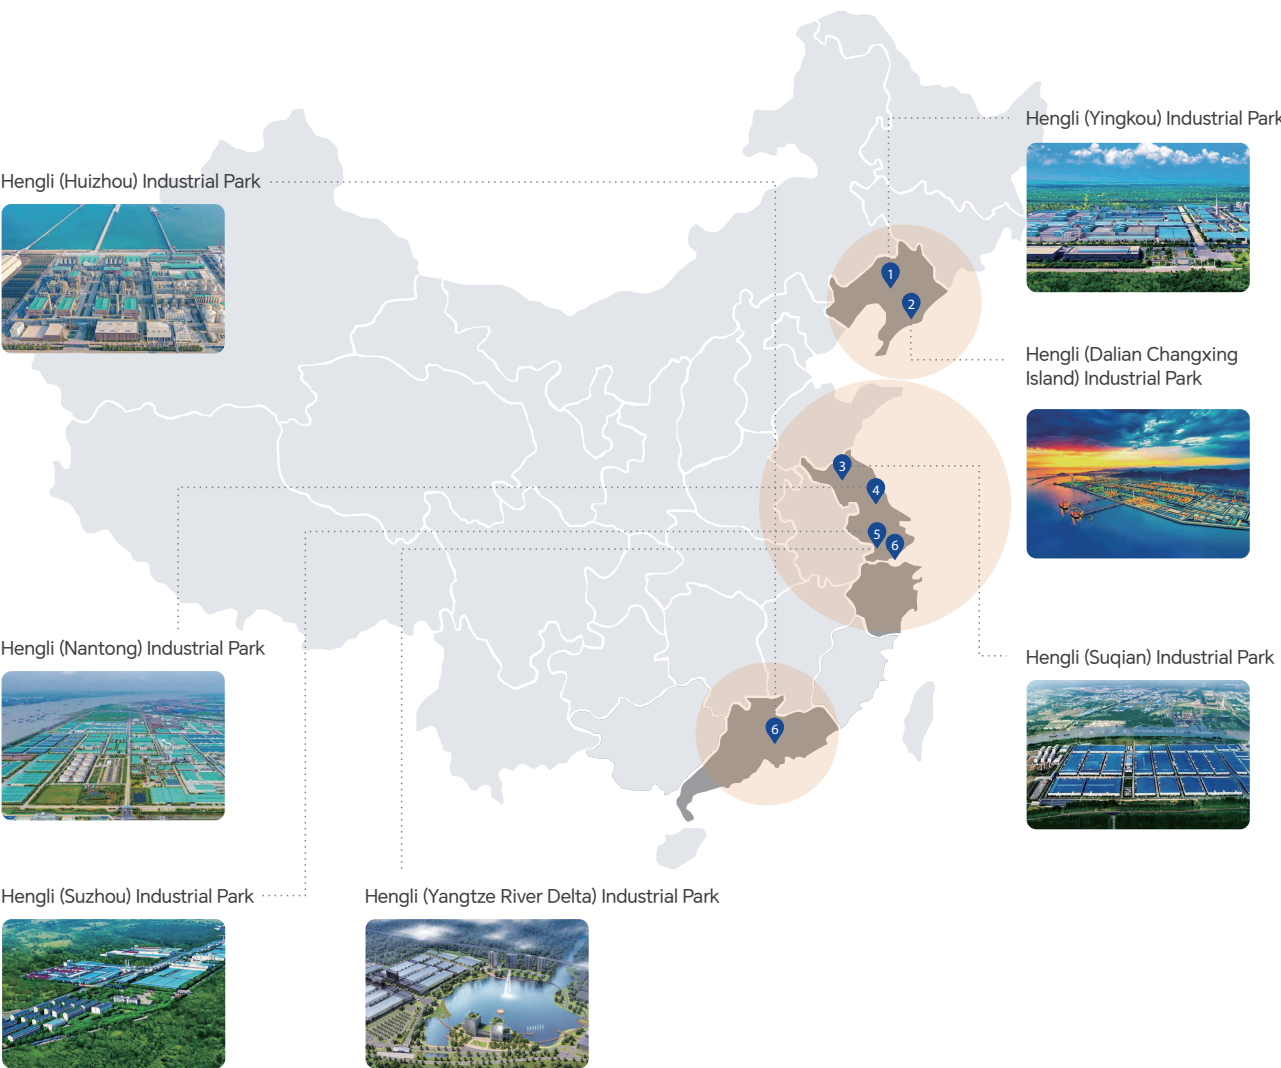 Hengli (Yingkou) Industrial Park
Hengli (Huizhou) Industrial Park
1
2
Hengli (Dalian Changxing
Island) Industrial Park
3
4
5
6
Hengli (Nantong) Industrial Park
Hengli (Suqian) Industrial Park
6
Hengli (Suzhou) Industrial Park
Hengli (Yangtze River Delta) Industrial Park